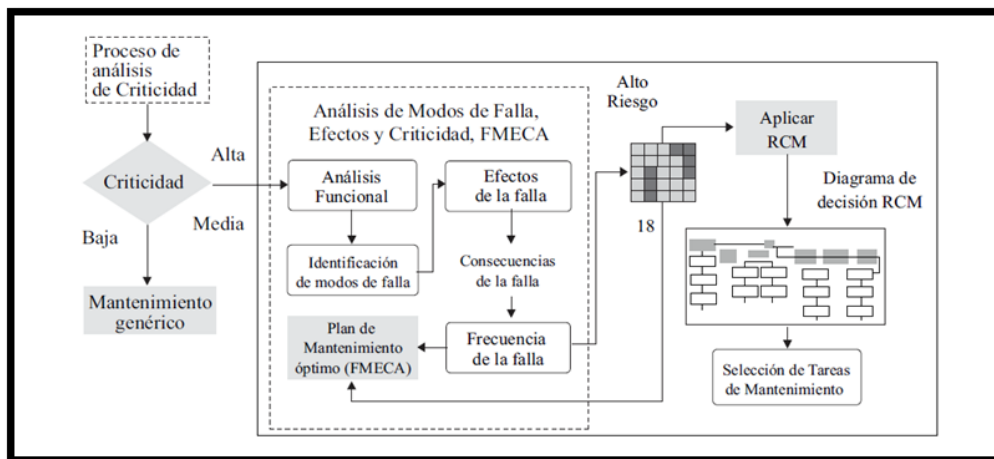 Proceso de
análisis
de Criticidad
Criticidad
Alta
Media
Baja
Mantenimiento
genérico
Análisis de Modos de Falla,
Efectos y Criticidad, FMECA
Análisis
Funcional
Identificación
de modos de falla
Efectos
de la falla
Consecuencias
de la falla
Frecuencia
de la falla
Plan de
Mantenimiento
óptimo (FMECA)
Alto
Riesgo
18
Aplicar
RCM
Diagrama de
decisión RCM
Selección de Tareas
de Mantenimiento